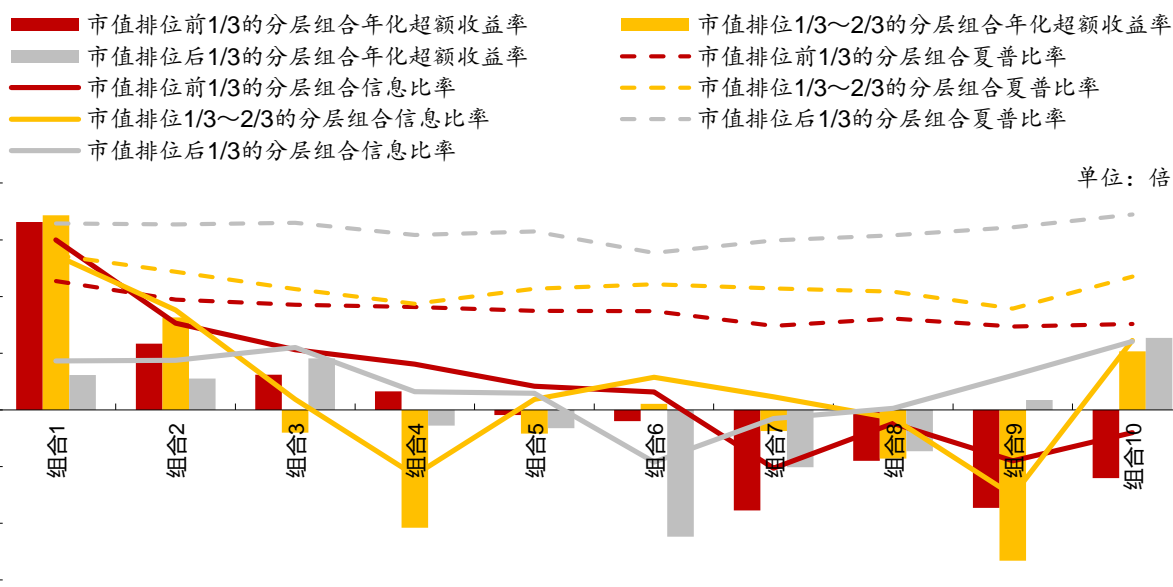 市值排位前1/3的分层组合年化超额收益率
市值排位1/3～2/3的分层组合年化超额收益率
市值排位后1/3的分层组合年化超额收益率
市值排位前1/3的分层组合夏普比率
市值排位前1/3的分层组合信息比率
市值排位1/3～2/3的分层组合夏普比率
市值排位1/3～2/3的分层组合信息比率
市值排位后1/3的分层组合夏普比率
市值排位后1/3的分层组合信息比率
单位：倍
组合1
组合2
组合3
组合4
组合5
组合6
组合7
组合8
组合9
组合10